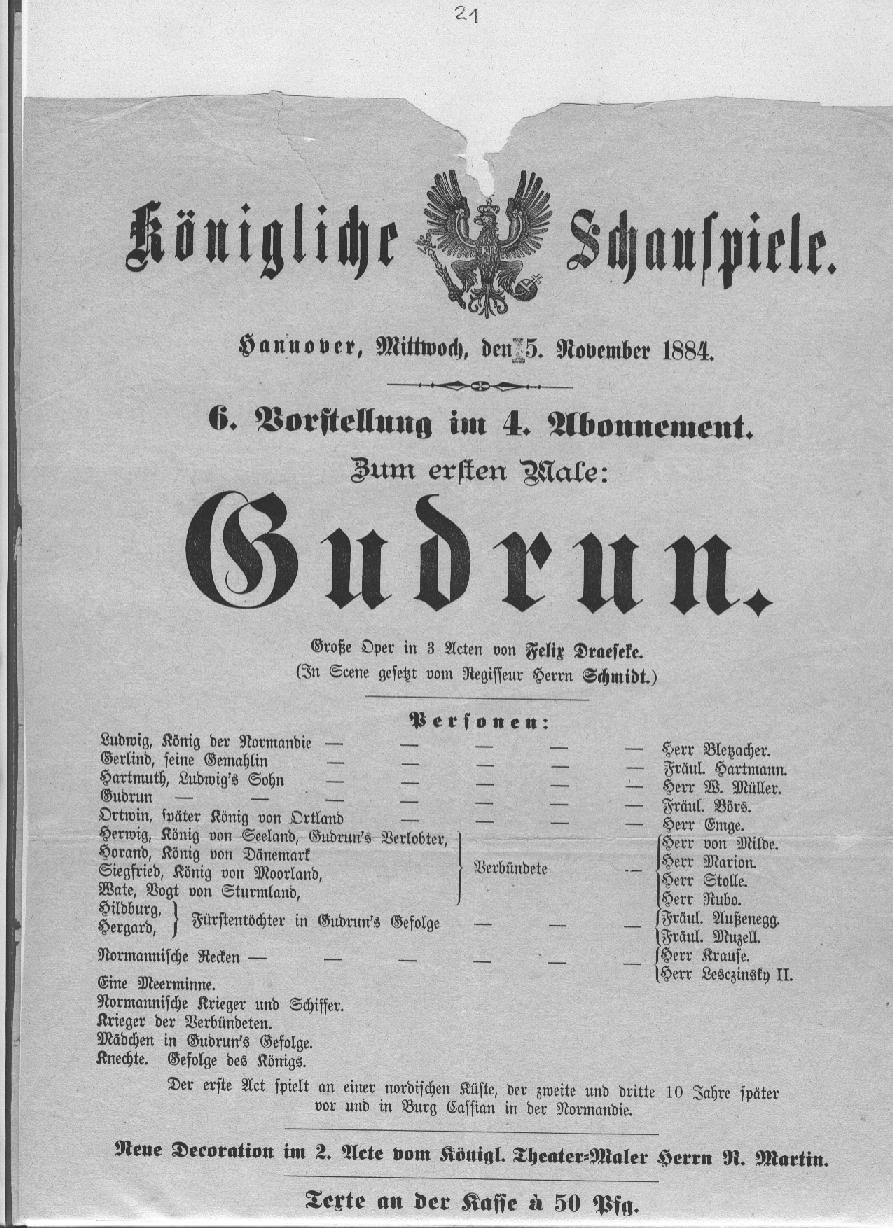 21
Königliche Schauspiele.
Hannover, Mittwoch, den 5. November 1884.
6. Vorstellung im 4. Abonnement.
Zum ersten Male:
Gudrun.
Große Oper in 3 Acten von Felix Draeseke.
(In Scene gesetzt vom Regisseur Herrn Schmidt.)
Personen:
Ludwig, König der Normandie — — — — — Herr Bletzacher.
Gerlind, seine Gemahlin — — — — — Fräul. Hartmann.
Hartmuth, Ludwig's Sohn — — — — — Herr W. Müller.
Gudrun — — — — — — Fräul. Börs.
Ortwin, später König von Ortland — — — — Herr Emge.
Herwig, König von Seeland, Gudrun's Verlobter, Herr von Milde.
Horand, König von Dänemark Herr Marion.
Siegfried, König von Moorland, Verbündete — Herr Stolle.
Wate, Vogt von Sturmland, Herr Nubo.
Hildburg, Fräul. Außenegg.
Hergard, Fürstentöchter in Gudrun's Gefolge — — — Fräul. Muzell.
Normannische Recken — — — — — — Herr Krause.
Herr Lesczinsky II.
Eine Meerminne.
Normannische Krieger und Schiffer.
Krieger der Verbündeten.
Mädchen in Gudrun's Gefolge.
Knechte. Gefolge des Königs.
Der erste Act spielt an einer nordischen Küste, der zweite und dritte 10 Jahre später
vor und in Burg Cassian in der Normandie.
Neue Decoration im 2. Acte vom Königl. Theater-Maler Herrn R. Martin.
Texte an der Kasse à 50 Pfg.